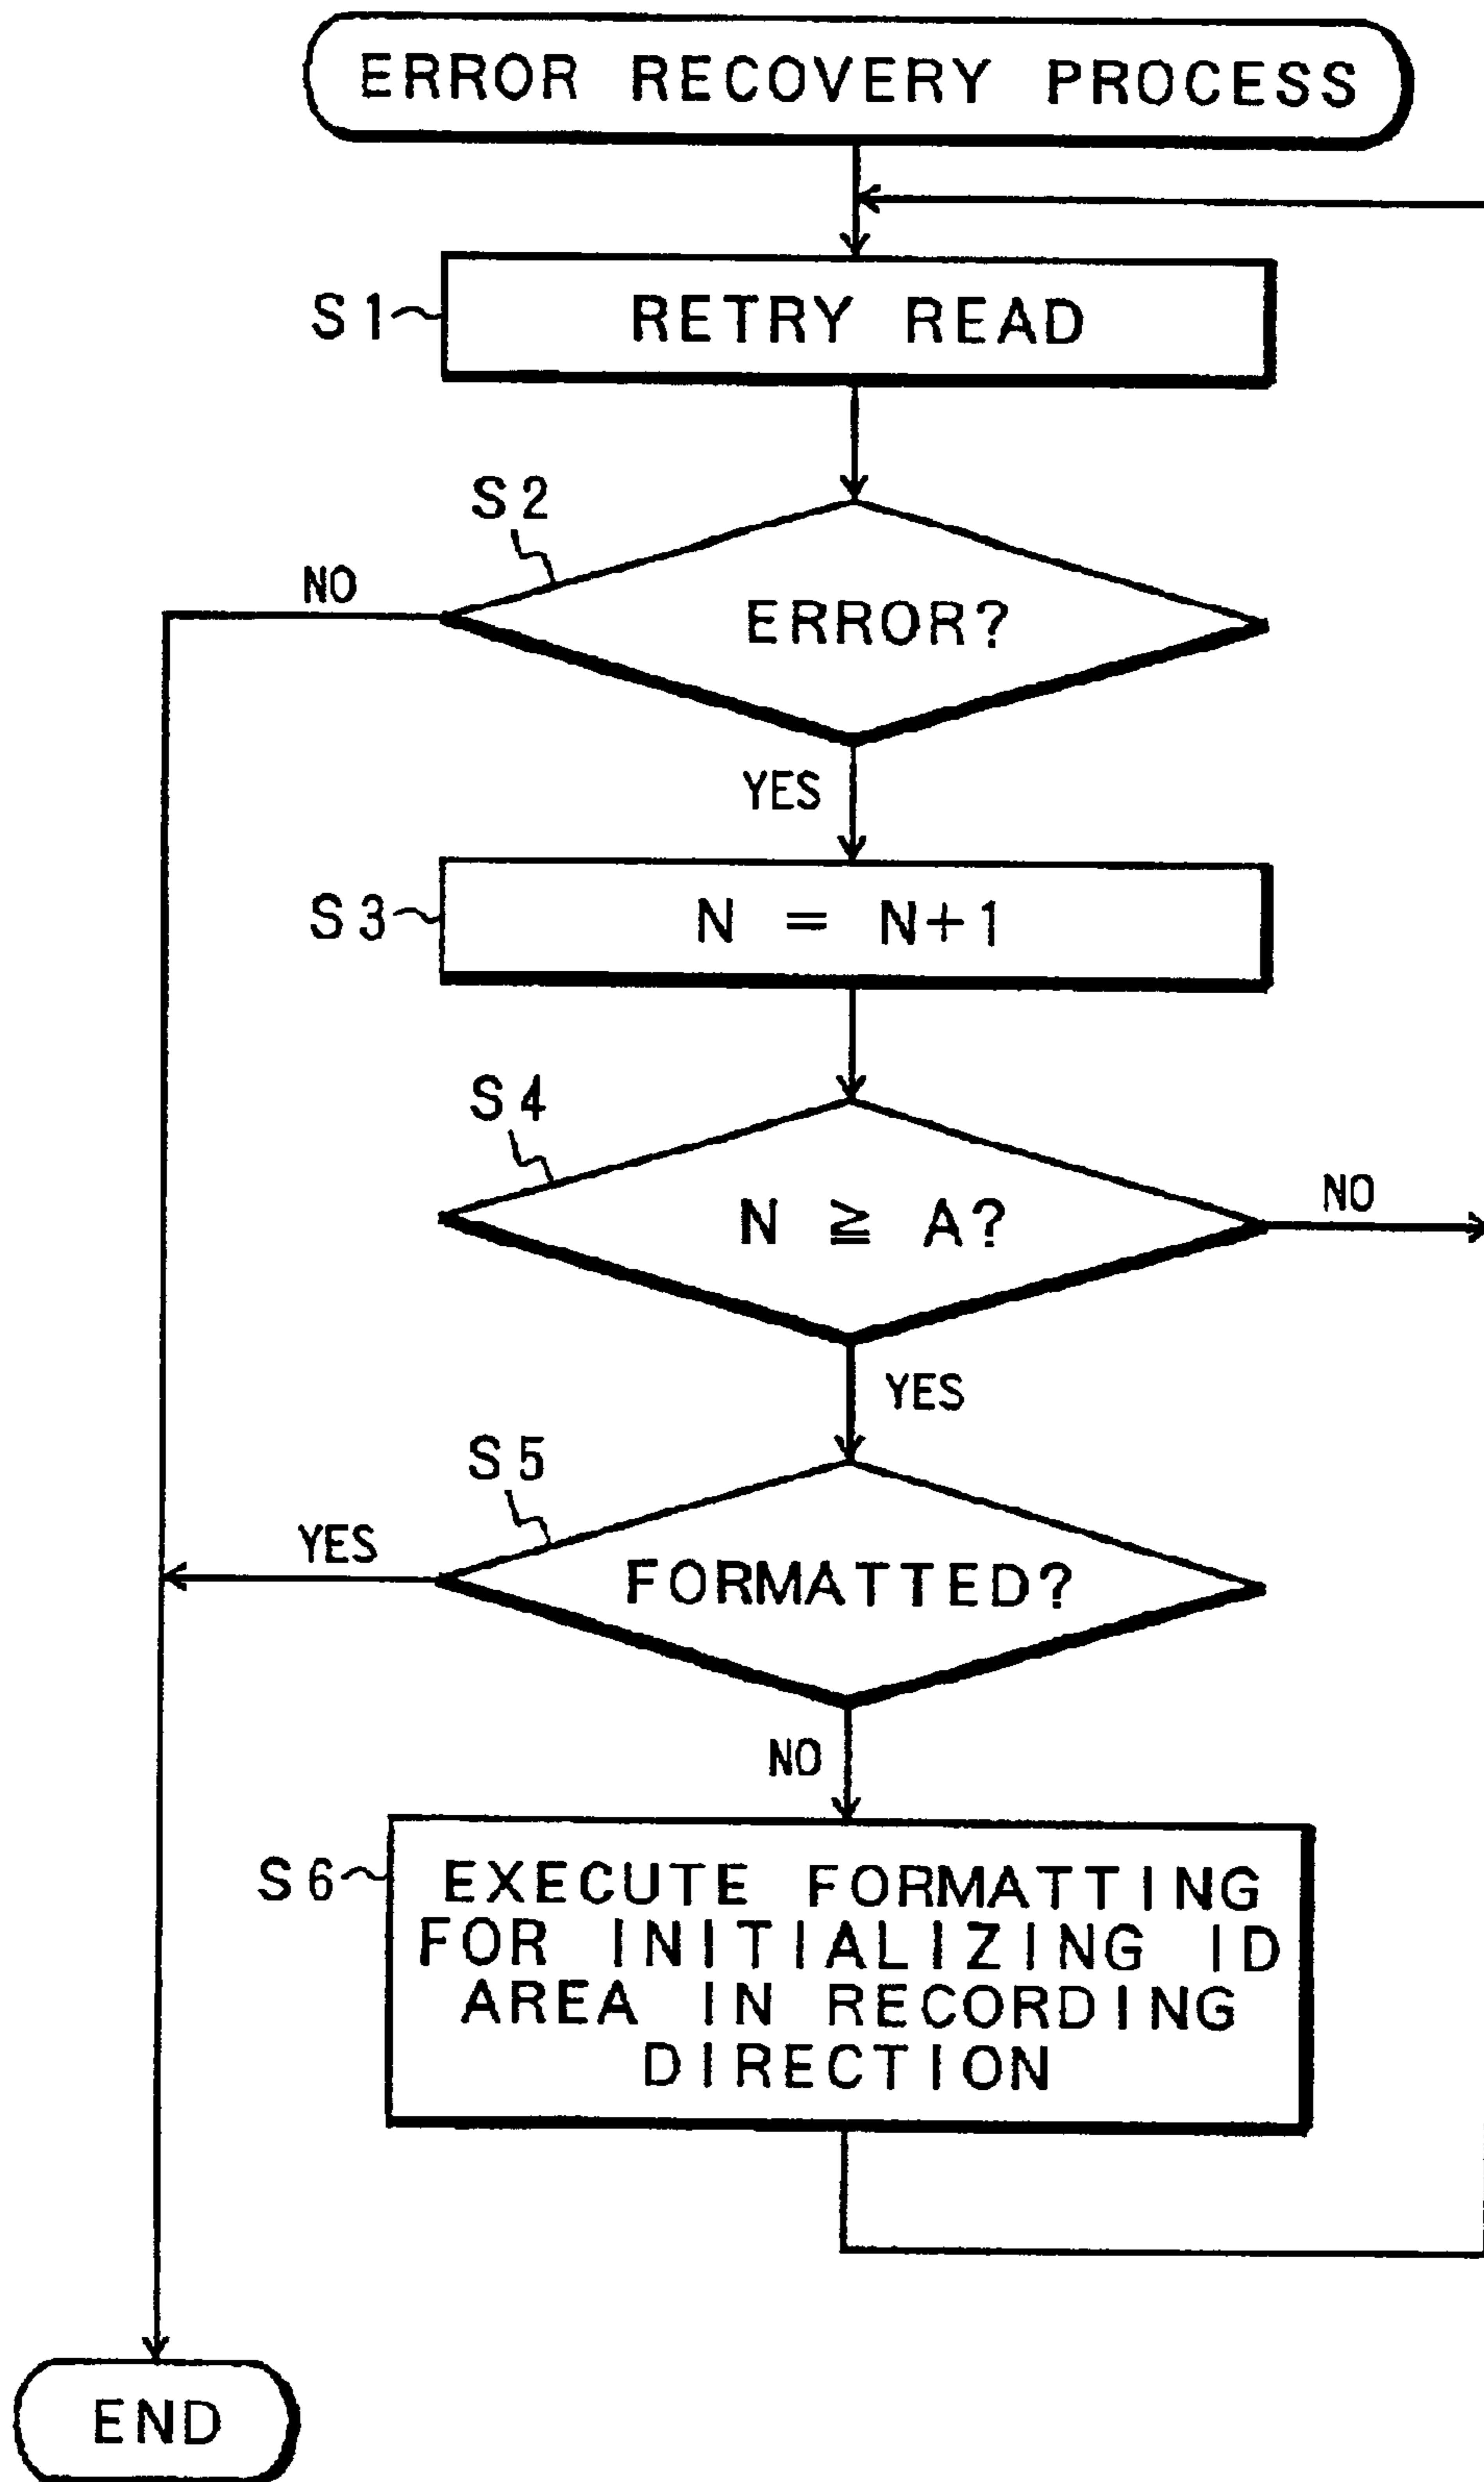 ERROR RECOVERY PROCESS
S1
RETRY READ
S2
NO
ERROR?
YES
S3
N = N+1
S4
N ≧ A?
NO
YES
S5
YES
FORMATTED?
NO
S6
EXECUTE FORMATTING
FOR INITIALIZING ID
AREA IN RECORDING
DIRECTION
END